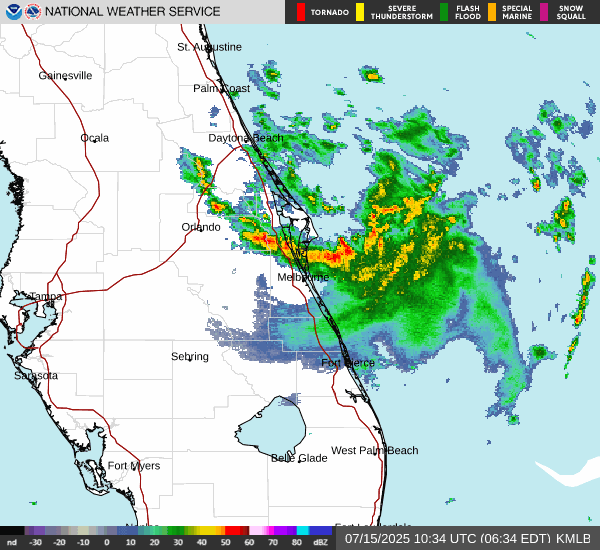 NATIONAL WEATHER SERVICE
TORNADO
SEVERE THUNDERSTORM
FLASH FLOOD
SPECIAL MARINE
SNOW SQUALL
St. Augustine
Gainesville
Palm Coast
Ocala
Daytona Beach
Orlando
Melbourne
Tampa
Sebring
Fort Pierce
Sarasota
West Palm Beach
Belle Glade
Fort Myers
nd -30 -20 -10 0 10 20 30 40 50 60 70 80 dBZ
07/15/2025 10:34 UTC (06:34 EDT) KMLB